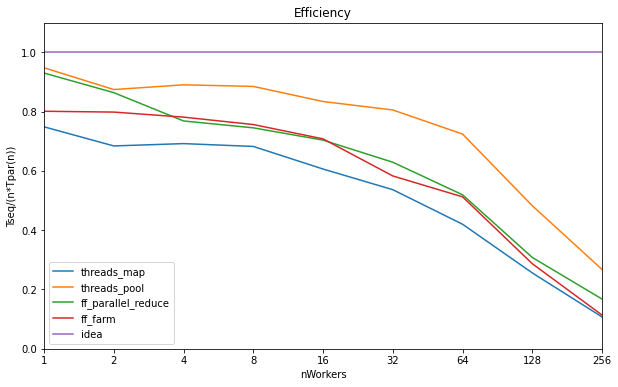 Efficiency
Tseq/(n*Tpar(n))
1.0
0.8
0.6
0.4
0.2
0.0
threads_map
threads_pool
ff_parallel_reduce
ff_farm
idea
1 2 4 8 16 32 64 128 256
nWorkers